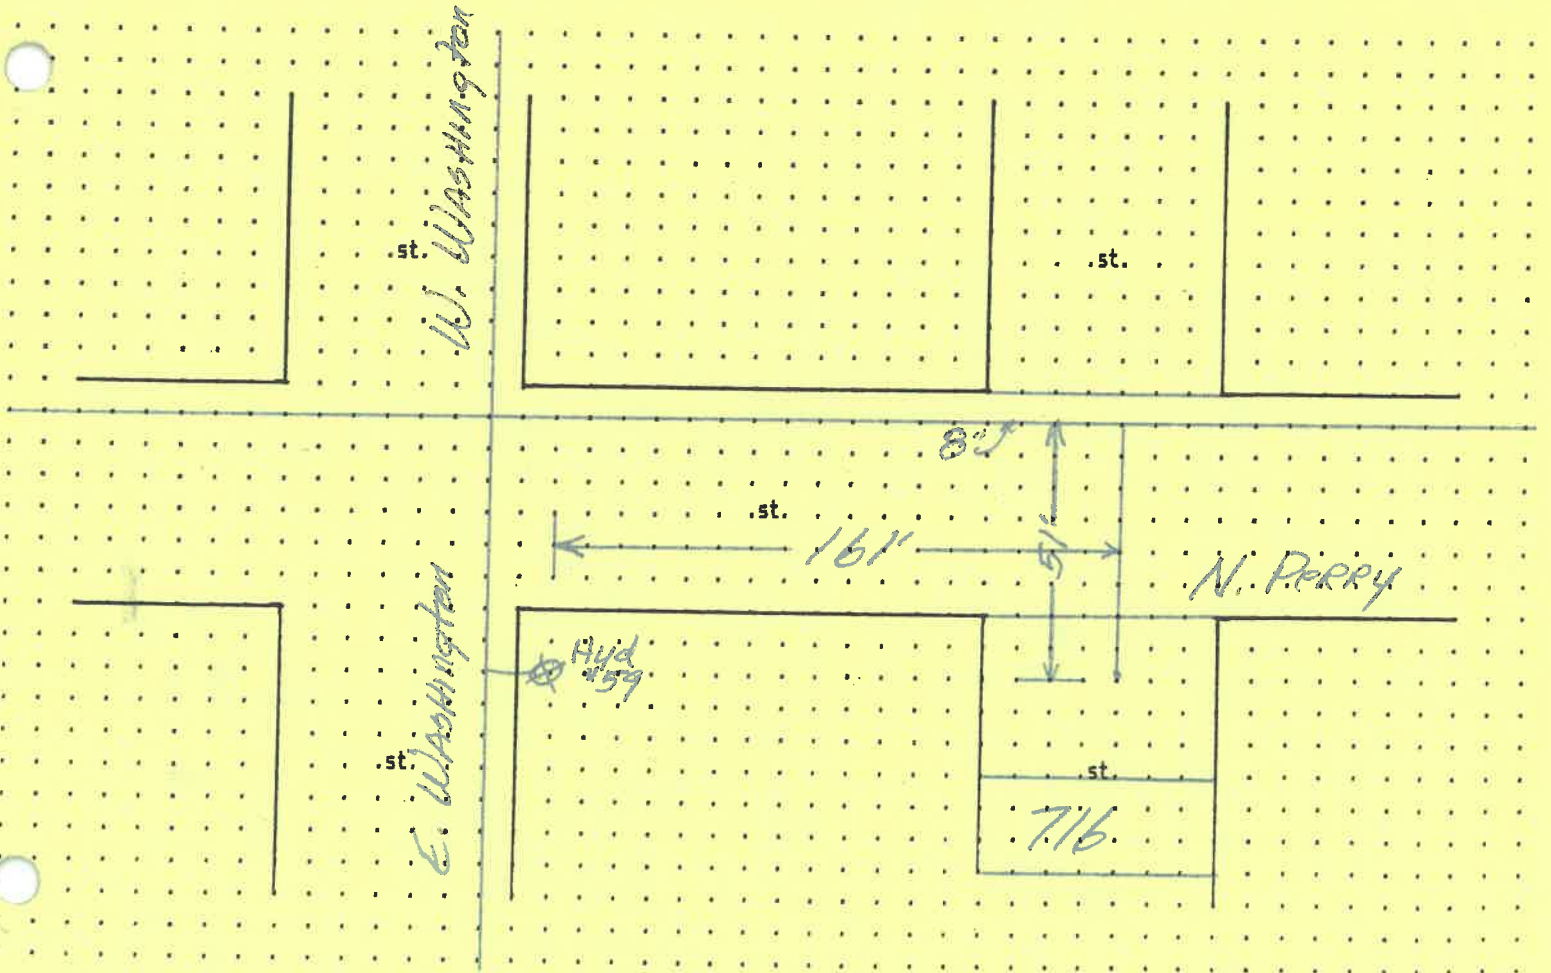 W. WASHINGTON
st.
st.
8"
st.
161'
51'
N. PERRY
Hyd
#59
E. WASHINGTON
st.
st.
716